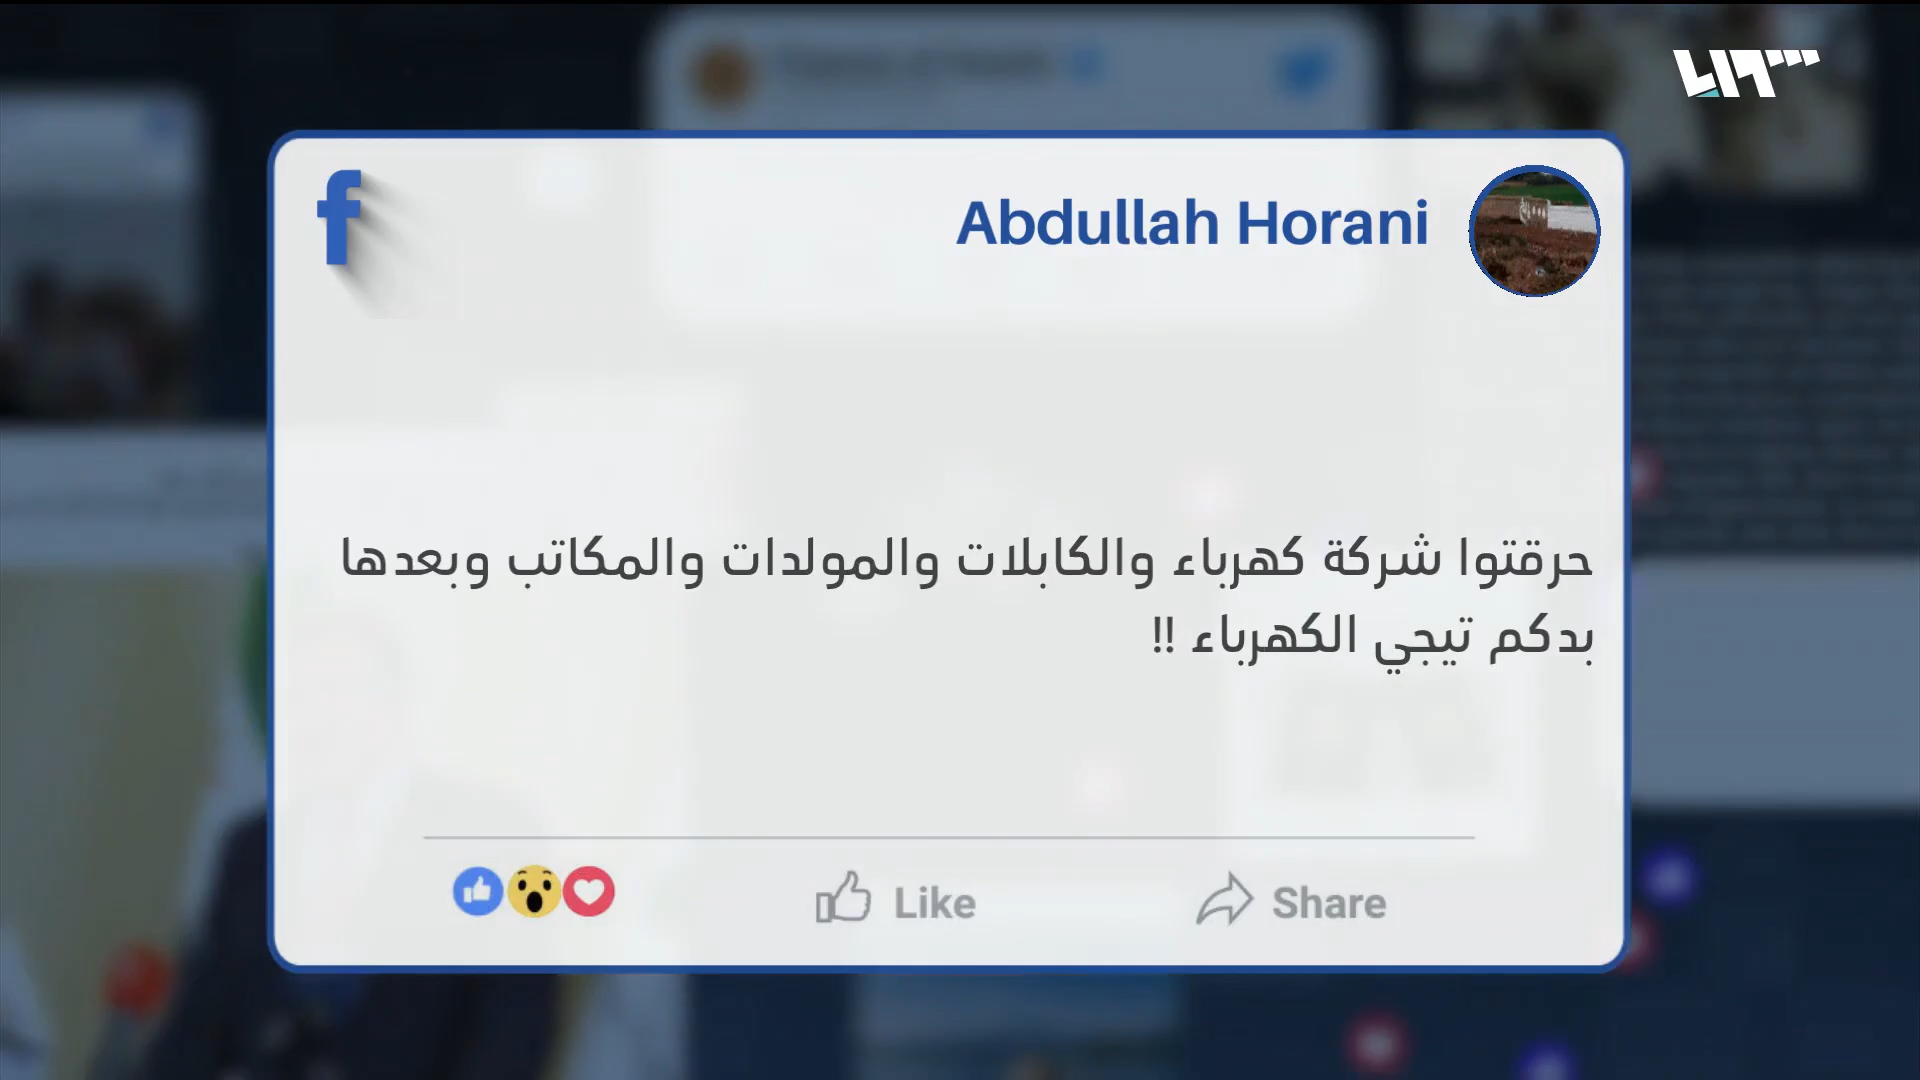 Abdullah Horani
حرقتوا شركة كهرباء والكابلات والمولدات والمكاتب وبعدها
بدكم تيجي الكهرباء !!
Like
Share